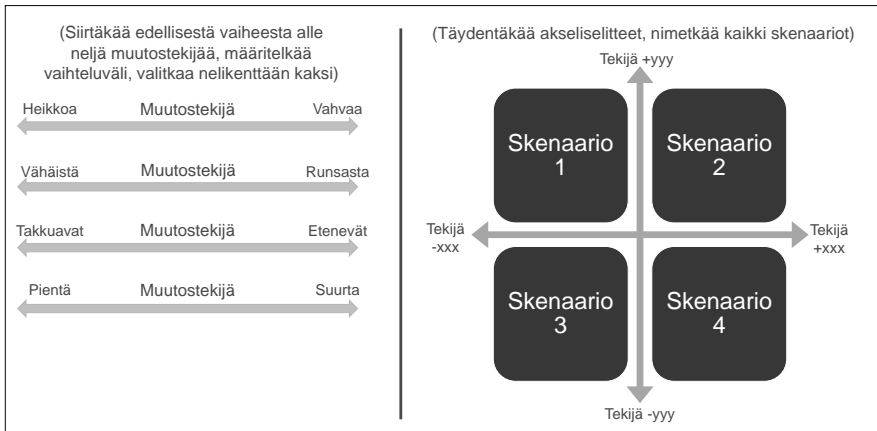 (Siirtäkää edellisestä vaiheesta alle
neljä muutostekijää, määritelkää
vaihteluväli, valitkaa nelikenttään kaksi)
Heikkoa Muutostekijä Vahvaa
Vähäistä Muutostekijä Runsasta
Takkuavat Muutostekijä Etenevät
Pientä Muutostekijä Suurta
(Täydentäkää akseliselitteet, nimetkää kaikki skenaariot)
Tekijä +yyy
Skenaario
1
Skenaario
2
Tekijä
-xxx
Tekijä
+xxx
Skenaario
3
Skenaario
4
Tekijä -yyy